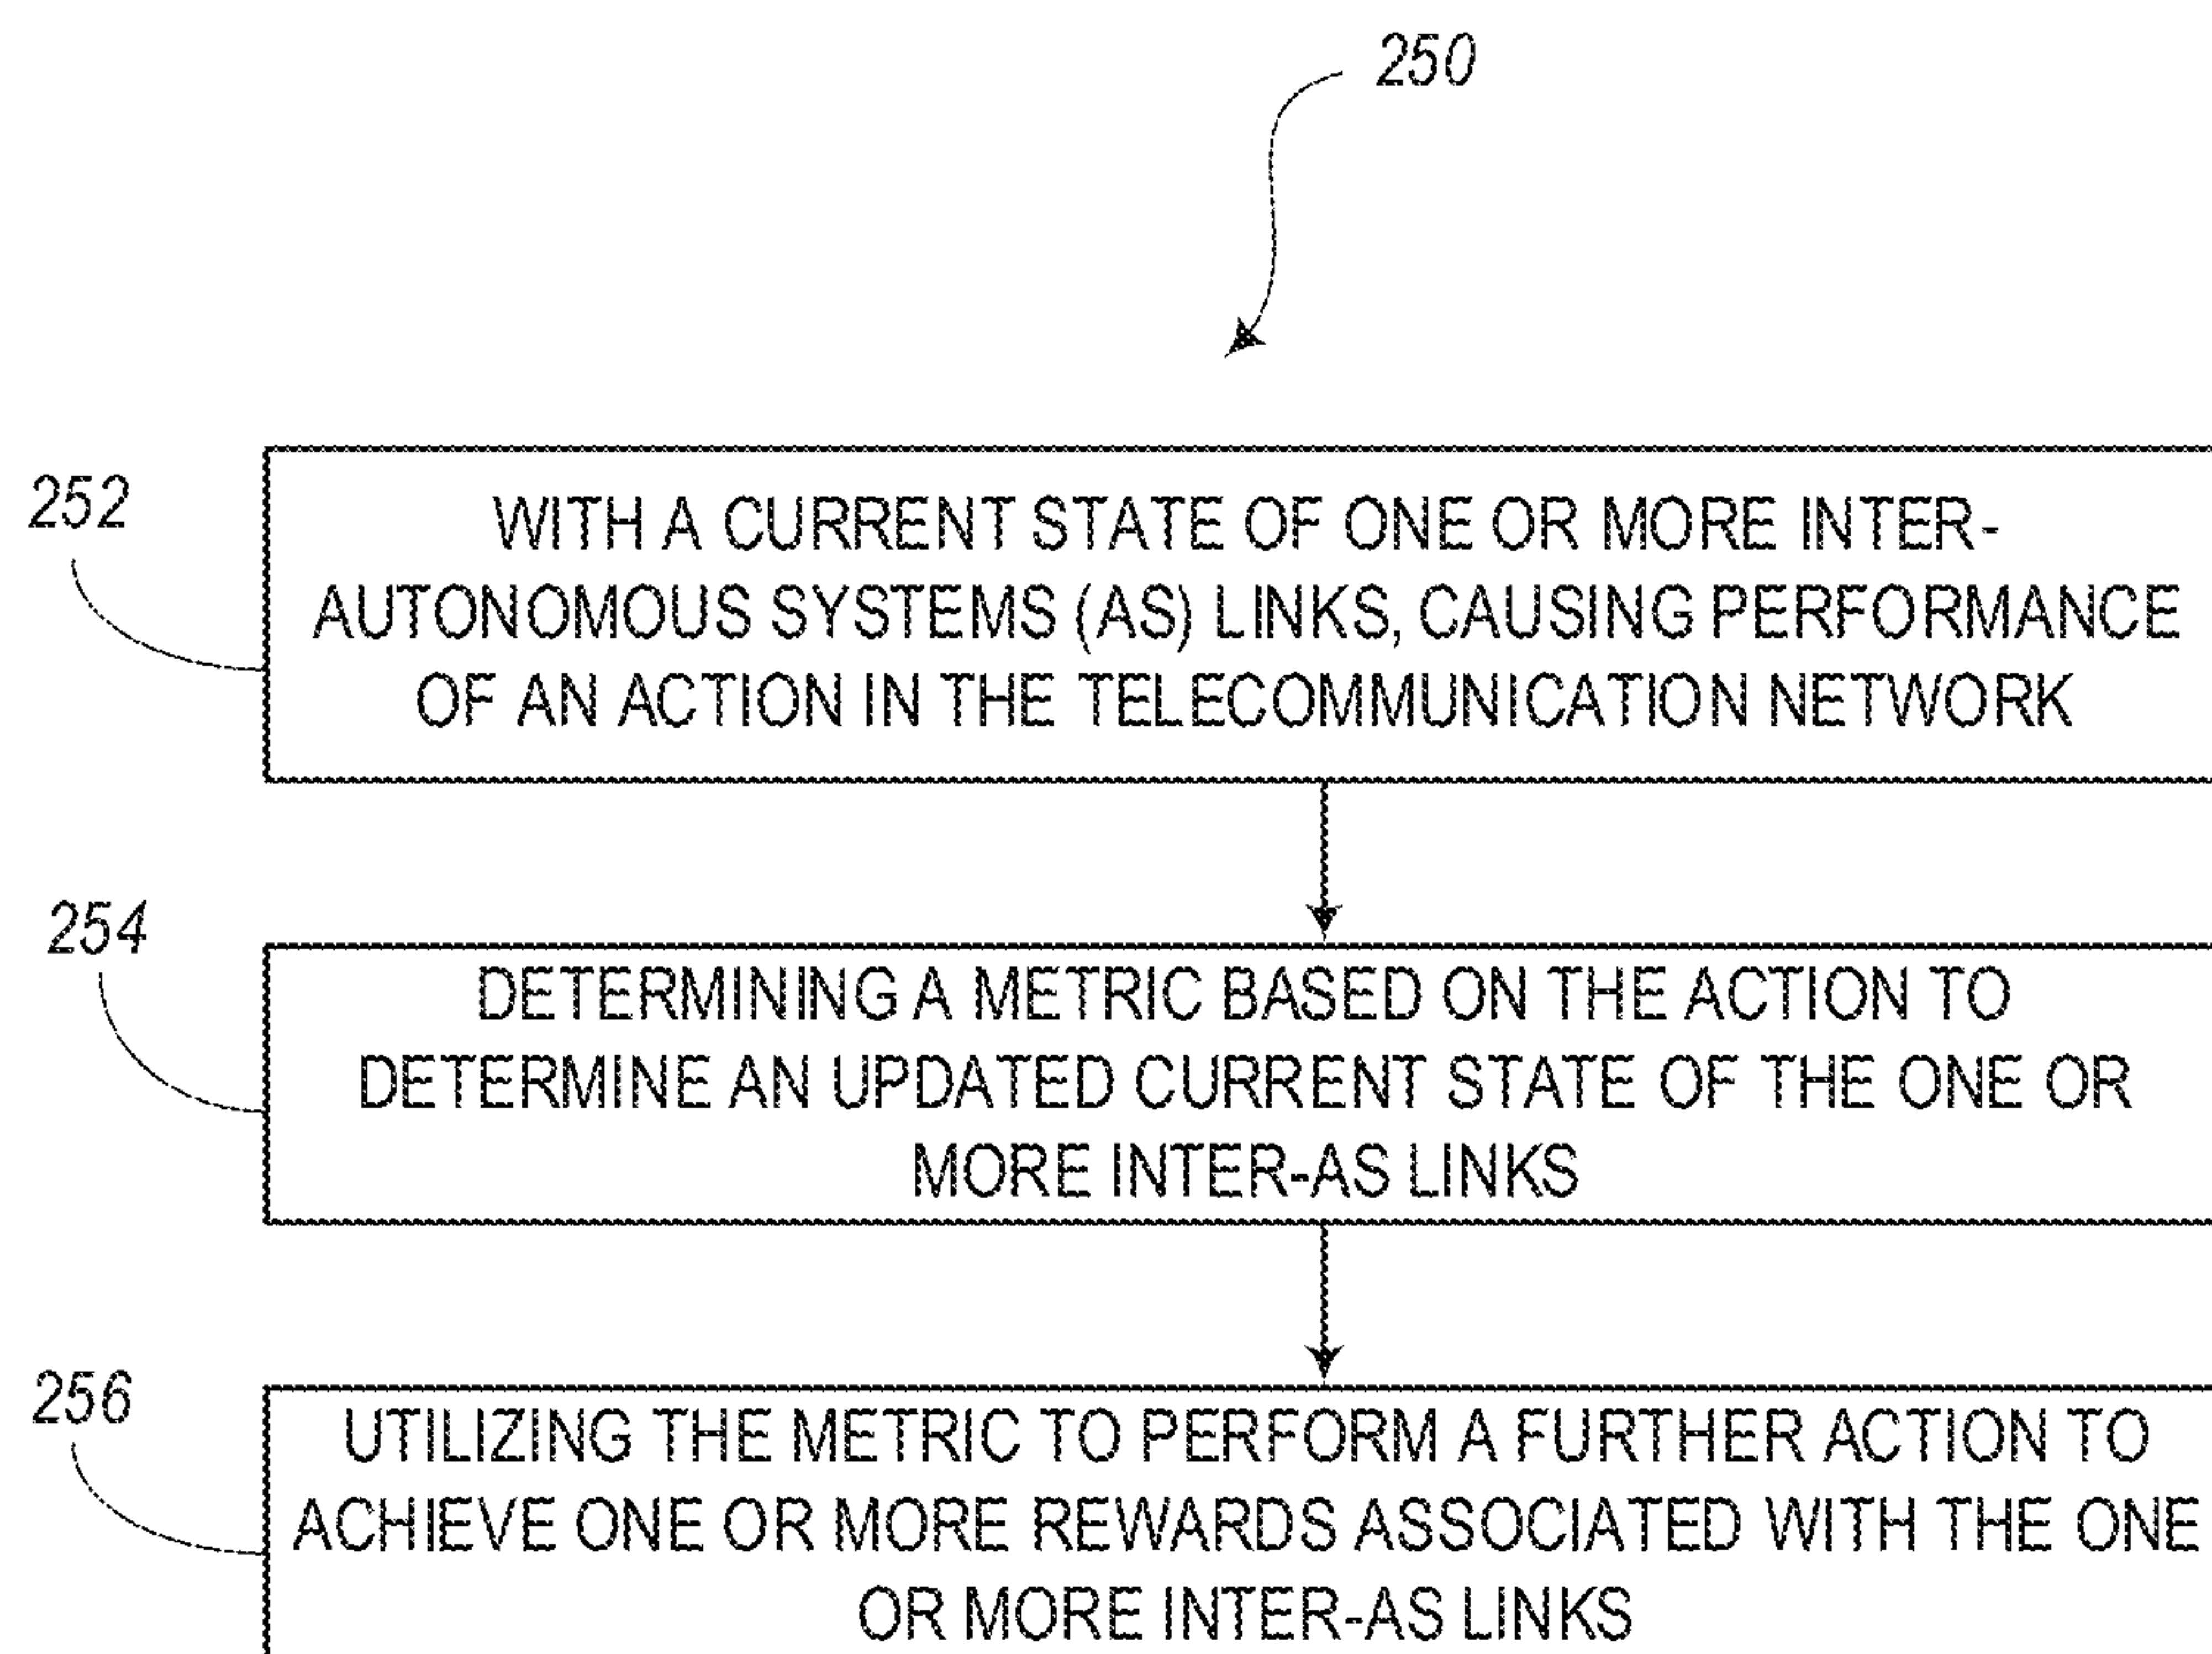 250
252
WITH A CURRENT STATE OF ONE OR MORE INTER-
AUTONOMOUS SYSTEMS (AS) LINKS, CAUSING PERFORMANCE
OF AN ACTION IN THE TELECOMMUNICATION NETWORK
254
DETERMINING A METRIC BASED ON THE ACTION TO
DETERMINE AN UPDATED CURRENT STATE OF THE ONE OR
MORE INTER-AS LINKS
256
UTILIZING THE METRIC TO PERFORM A FURTHER ACTION TO
ACHIEVE ONE OR MORE REWARDS ASSOCIATED WITH THE ONE
OR MORE INTER-AS LINKS